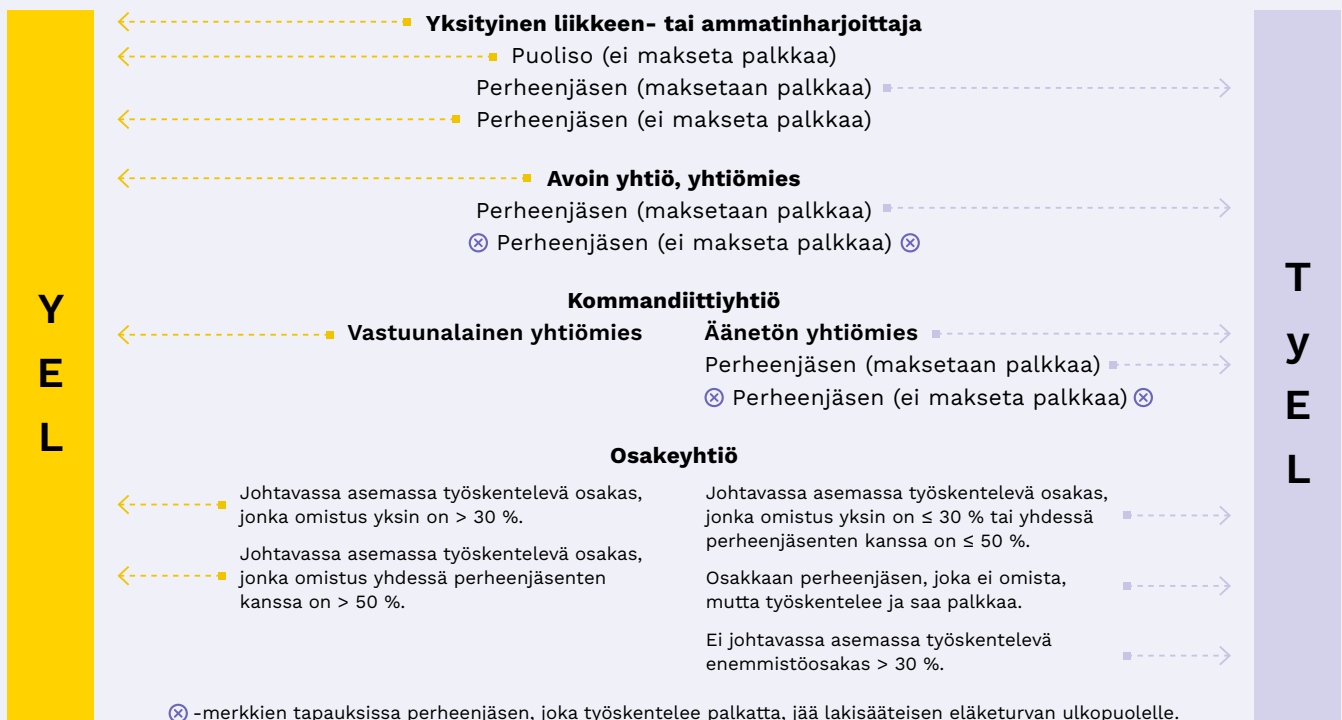 YEL
Yksityinen liikkeen- tai ammatinharjoittaja
Puoliso (ei makseta palkkaa)
Perheenjäsen (maksetaan palkkaa)
Perheenjäsen (ei makseta palkkaa)
Avoin yhtiö, yhtiömies
Perheenjäsen (maksetaan palkkaa)
ⓧ Perheenjäsen (ei makseta palkkaa) ⓧ
Kommandiittiyhtiö
Vastuunalainen yhtiömies
Äänetön yhtiömies
Perheenjäsen (maksetaan palkkaa)
ⓧ Perheenjäsen (ei makseta palkkaa) ⓧ
Osakeyhtiö
Johtavassa asemassa työskentelevä osakas,
jonka omistus yksin on > 30 %.
Johtavassa asemassa työskentelevä osakas,
jonka omistus yhdessä perheenjäsenten
kanssa on > 50 %.
Johtavassa asemassa työskentelevä osakas,
jonka omistus yksin on ≤ 30 % tai yhdessä
perheenjäsenten kanssa on ≤ 50 %.
Osakkaan perheenjäsen, joka ei omista,
mutta työskentelee ja saa palkkaa.
Ei johtavassa asemassa työskentelevä
enemmistöosakas > 30 %.
TyEL
ⓧ -merkkien tapauksissa perheenjäsen, joka työskentelee palkatta, jää lakisääteisen eläketurvan ulkopuolelle.